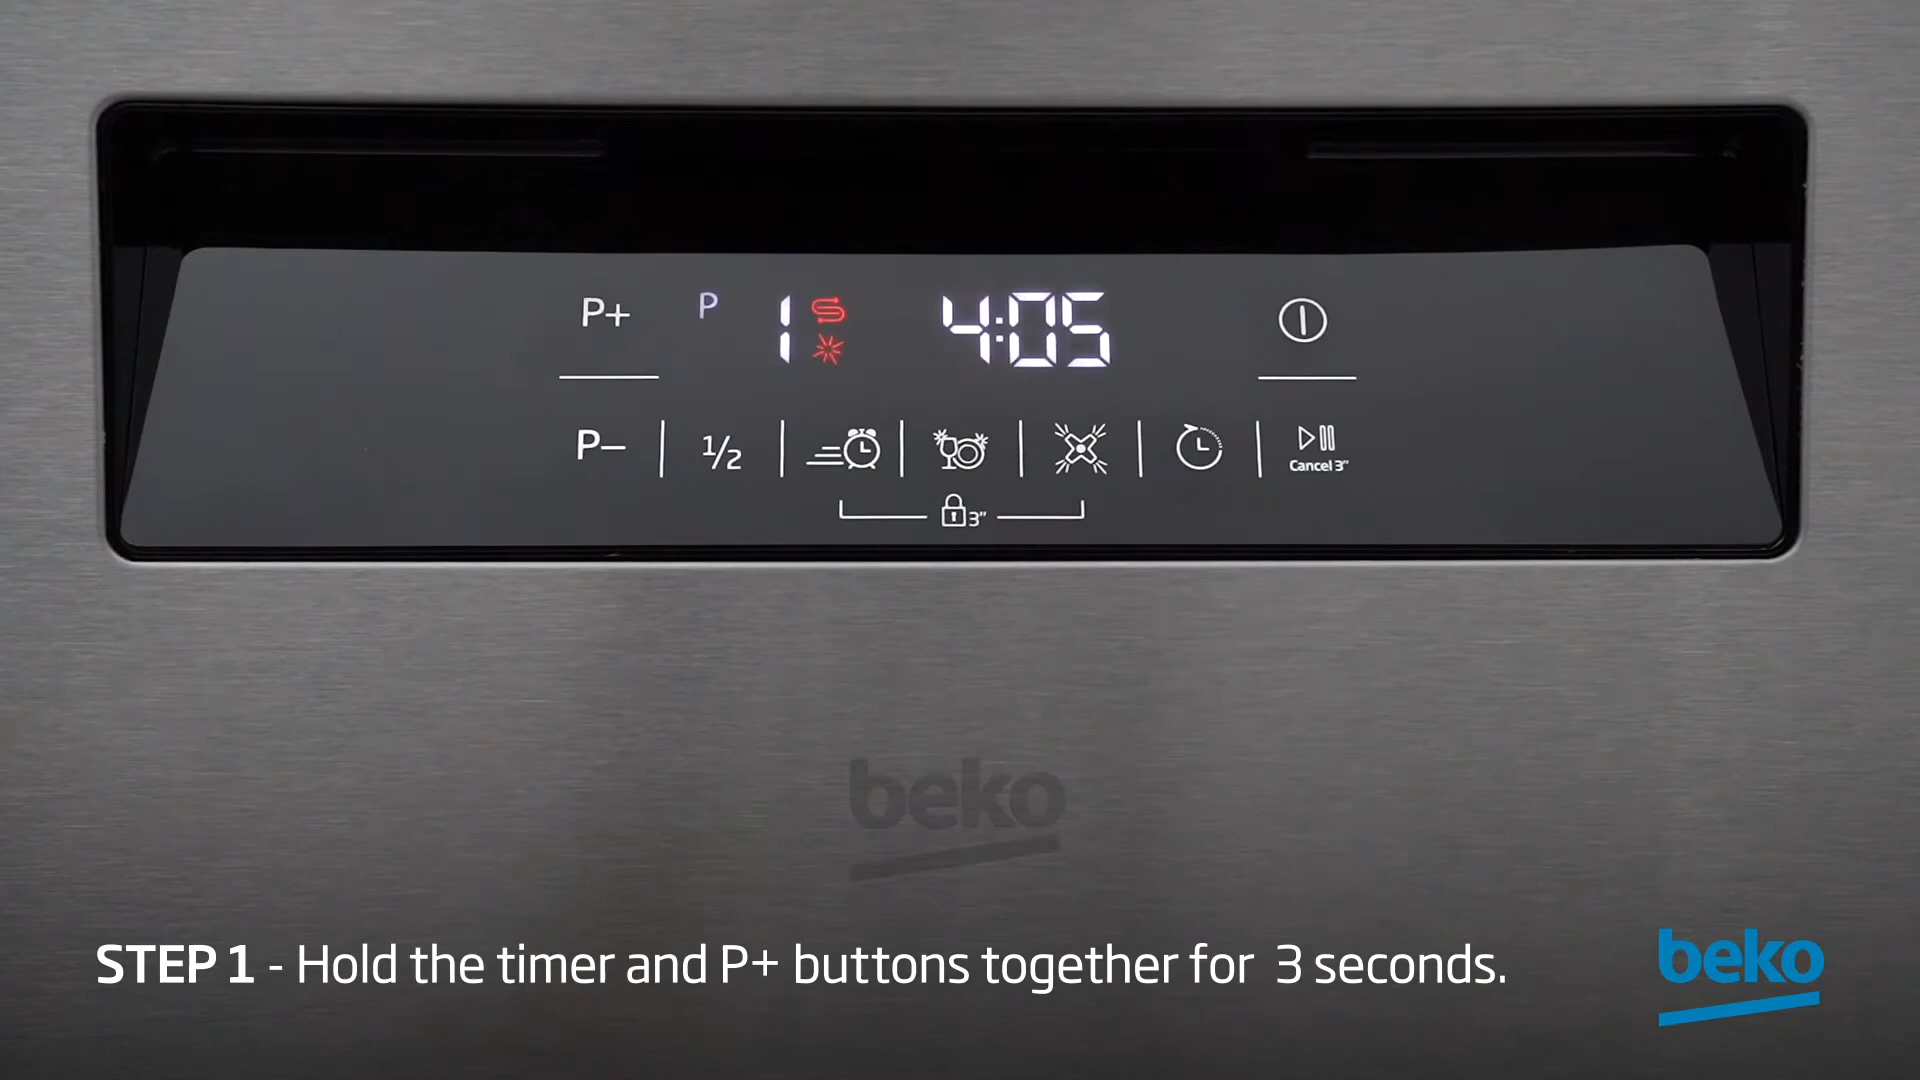 P+
P
1
4:05
P–
½
Cancel 3"
3"
beko
STEP 1 - Hold the timer and P+ buttons together for 3 seconds.
beko